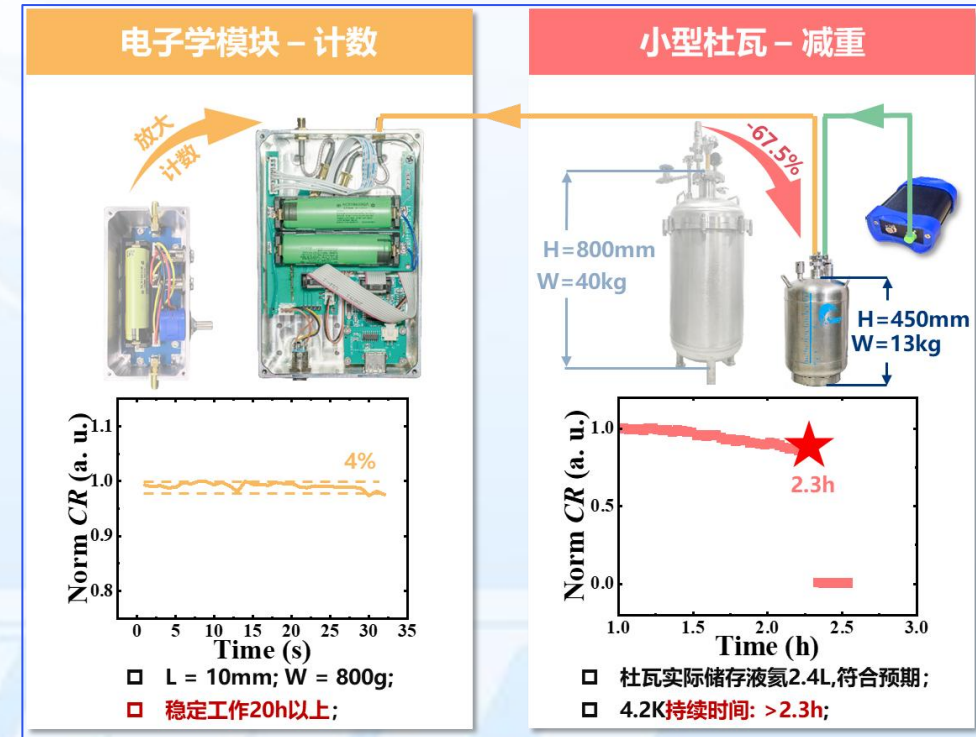 电子学模块 – 计数
放大
计数
1.1
1.0
0.9
0.8
Norm CR (a. u.)
4%
0 5 10 15 20 25 30 35
Time (s)
L = 10mm; W = 800g;
稳定工作20h以上;
小型杜瓦 – 减重
-67.5%
H=800mm
W=40kg
H=450mm
W=13kg
1.0
0.5
0.0
Norm CR (a. u.)
2.3h
1.0 1.5 2.0 2.5 3.0
Time (h)
杜瓦实际储存液氦2.4L,符合预期;
4.2K持续时间: >2.3h;